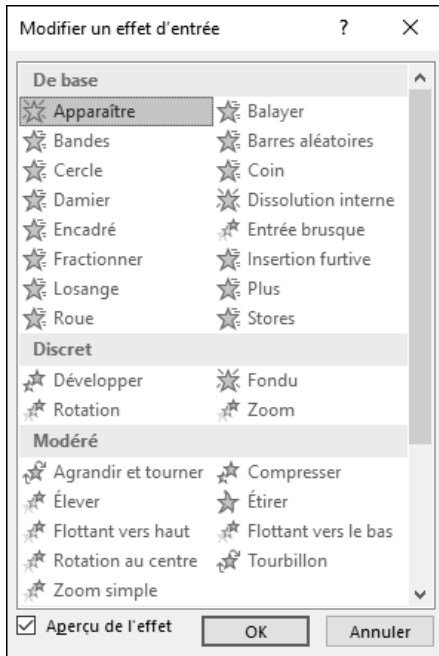 Modifier un effet d'entrée ? ×
De base
Apparaître Balayer
Bandes Barres aléatoires
Cercle Coin
Damier Dissolution interne
Encadré Entrée brusque
Fractionner Insertion furtive
Losange Plus
Roue Stores
Discret
Développer Fondu
Rotation Zoom
Modéré
Agrandir et tourner Compresser
Élever Étirer
Flottant vers haut Flottant vers le bas
Rotation au centre Tourbillon
Zoom simple
Aperçu de l'effet OK Annuler